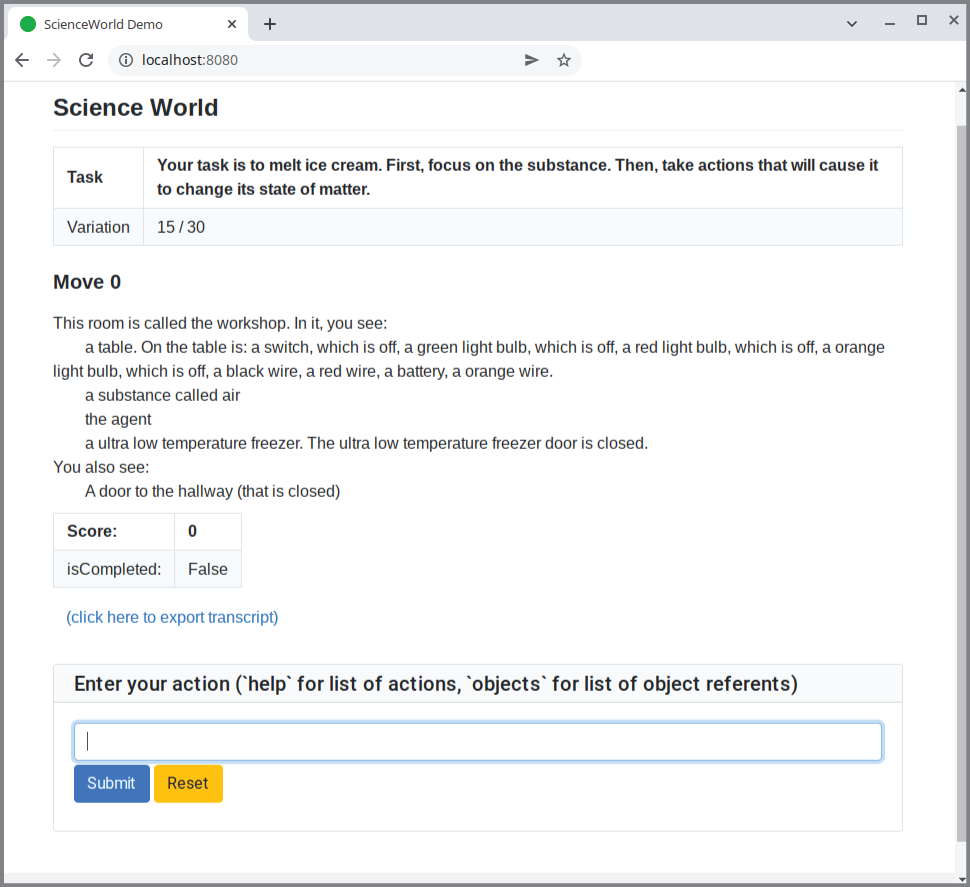 ScienceWorld Demo
localhost:8080
Science World
Task
Your task is to melt ice cream. First, focus on the substance. Then, take actions that will cause it
to change its state of matter.
Variation
15 / 30
Move 0
This room is called the workshop. In it, you see:
a table. On the table is: a switch, which is off, a green light bulb, which is off, a red light bulb, which is off, a orange
light bulb, which is off, a black wire, a red wire, a battery, a orange wire.
a substance called air
the agent
a ultra low temperature freezer. The ultra low temperature freezer door is closed.
You also see:
A door to the hallway (that is closed)
Score:
0
isCompleted:
False
(click here to export transcript)
Enter your action (`help` for list of actions, `objects` for list of object referents)
Submit
Reset